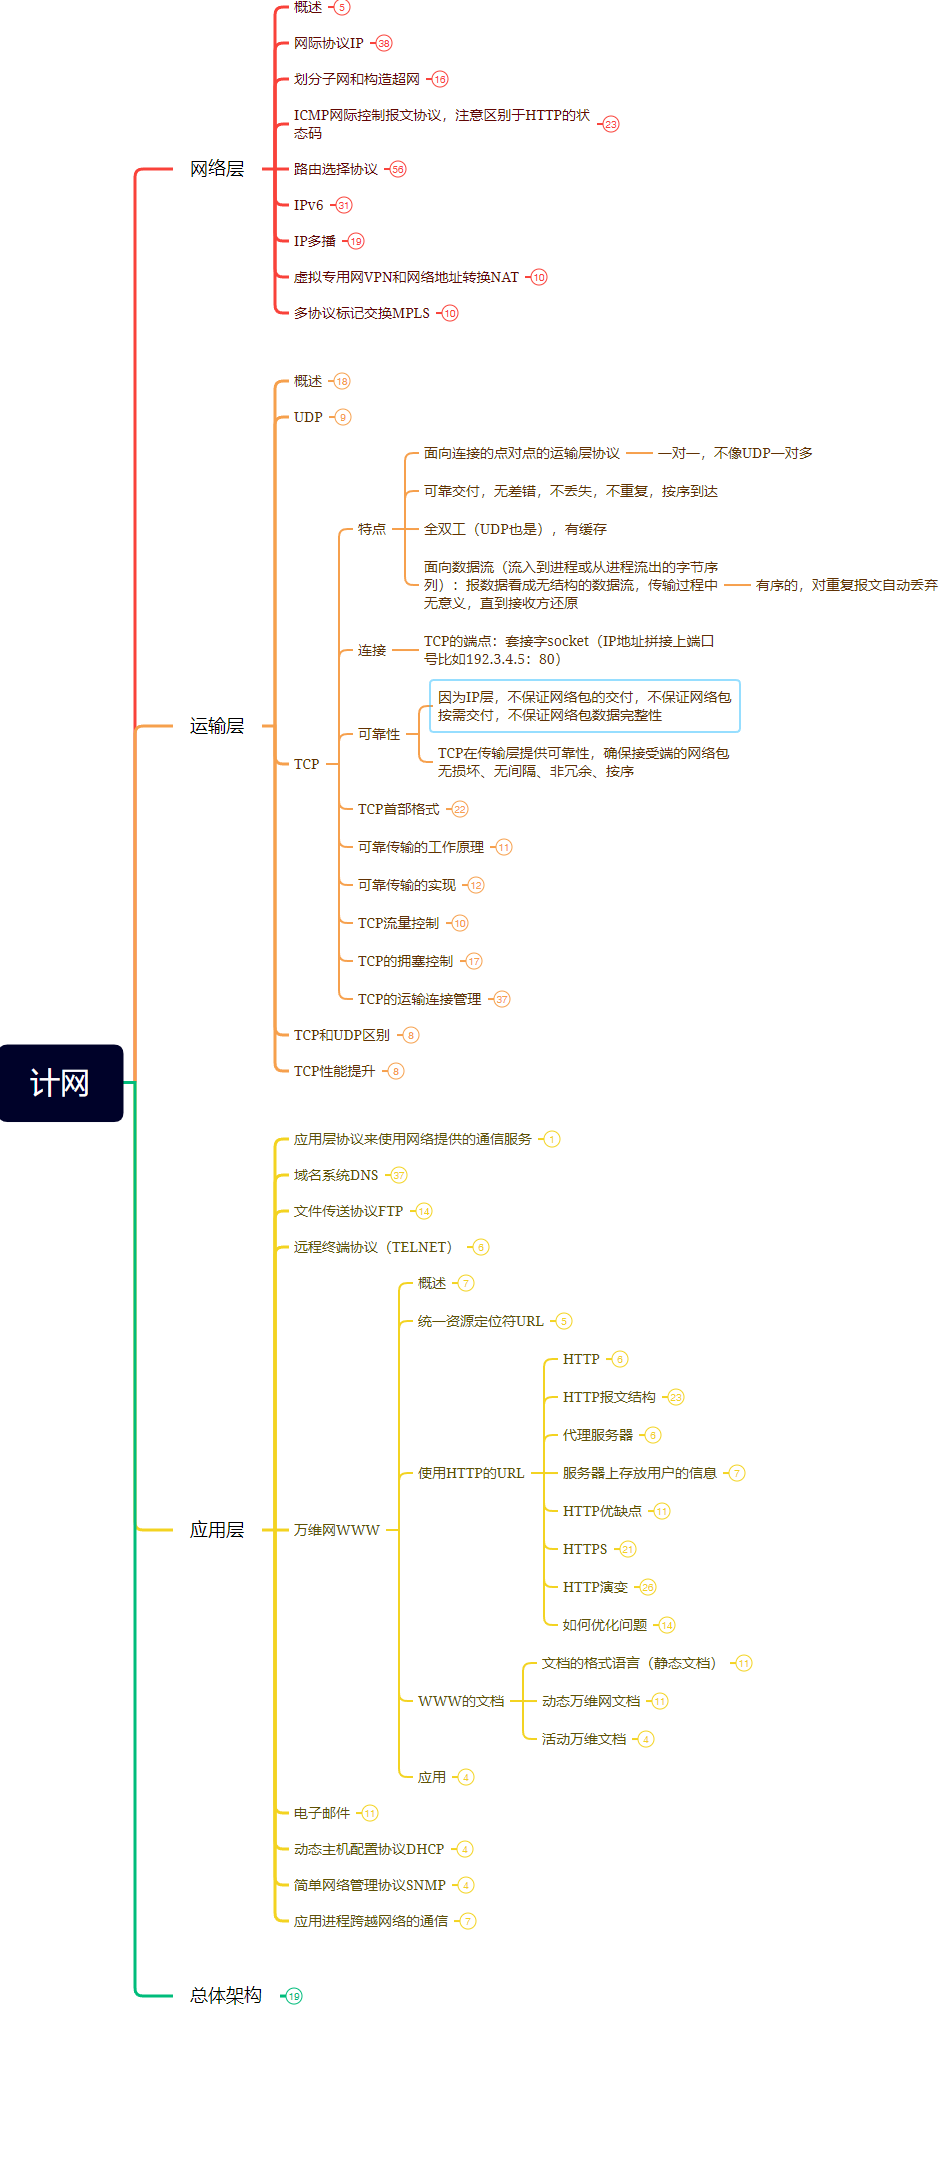 概述 5
网际协议IP 38
划分子网和构造超网 16
ICMP网际控制报文协议，注意区别于HTTP的状
态码 23
网络层
路由选择协议 56
IPv6 31
IP多播 19
虚拟专用网VPN和网络地址转换NAT 10
多协议标记交换MPLS 10
概述 18
UDP 9
面向连接的点对点的运输层协议
一对一，不像UDP一对多
可靠交付，无差错，不丢失，不重复，按序到达
特点
全双工（UDP也是），有缓存
面向数据流（流入到进程或从进程流出的字节序
列）：报数据看成无结构的数据流，传输过程中
无意义，直到接收方还原
有序的，对重复报文自动丢弃
连接
TCP的端点：套接字socket（IP地址拼接上端口
号比如192.3.4.5：80）
因为IP层，不保证网络包的交付，不保证网络包
按需交付，不保证网络包数据完整性
运输层
可靠性
TCP在传输层提供可靠性，确保接受端的网络包
无损坏、无间隔、非冗余、按序
TCP
TCP首部格式 22
可靠传输的工作原理 11
可靠传输的实现 12
TCP流量控制 10
TCP的拥塞控制 17
TCP的运输连接管理 37
TCP和UDP区别 8
TCP性能提升 8
计网
应用层协议来使用网络提供的通信服务 1
域名系统DNS 37
文件传送协议FTP 14
远程终端协议（TELNET） 6
概述 7
统一资源定位符URL 5
HTTP 6
HTTP报文结构 23
代理服务器 6
使用HTTP的URL
服务器上存放用户的信息 7
HTTP优缺点 11
应用层
万维网WWW
HTTPS 21
HTTP演变 26
如何优化问题 14
文档的格式语言（静态文档） 11
WWW的文档
动态万维网文档 11
活动万维文档 4
应用 4
电子邮件 11
动态主机配置协议DHCP 4
简单网络管理协议SNMP 4
应用进程跨越网络的通信 7
总体架构 19